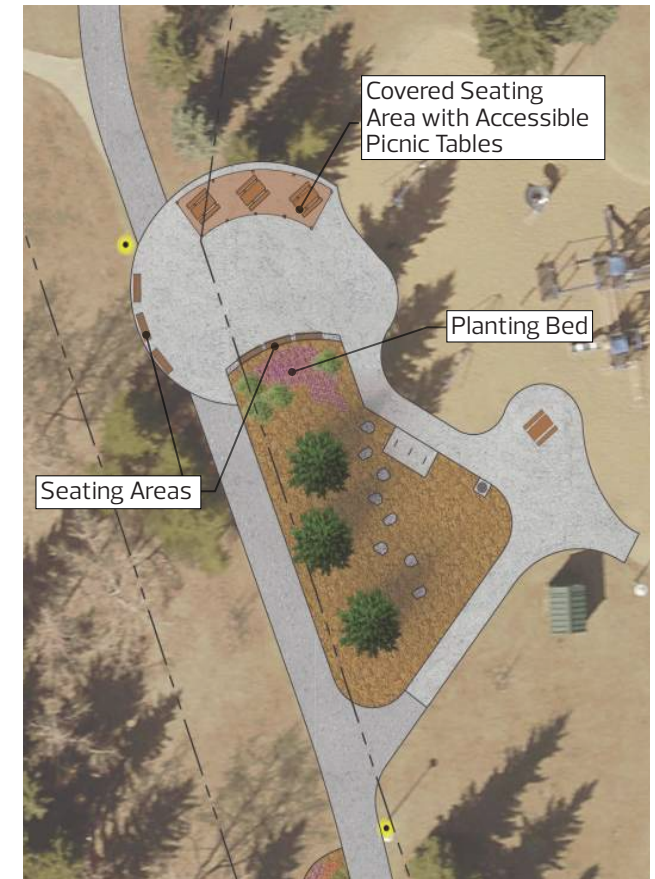 Covered Seating
Area with Accessible
Picnic Tables
Planting Bed
Seating Areas